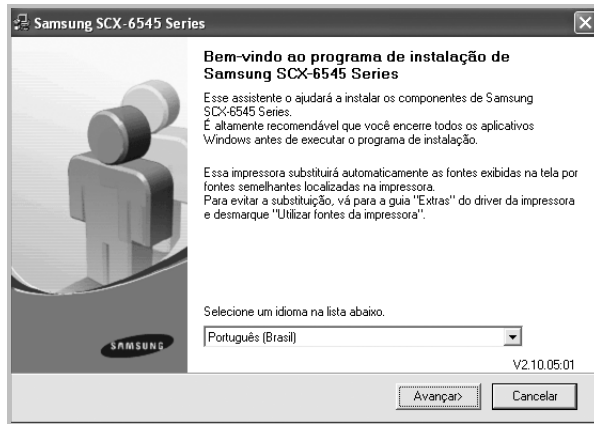 Samsung SCX-6545 Series
Bem-vindo ao programa de instalação de
Samsung SCX-6545 Series
Esse assistente o ajudará a instalar os componentes de Samsung
SCX-6545 Series.
É altamente recomendável que você encerre todos os aplicativos
Windows antes de executar o programa de instalação.
Essa impressora substituirá automaticamente as fontes exibidas na tela por
fontes semelhantes localizadas na impressora.
Para evitar a substituição, vá para a guia "Extras" do driver da impressora
e desmarque "Utilizar fontes da impressora".
Selecione um idioma na lista abaixo.
Português (Brasil)
SAMSUNG
V2.10.05:01
Avançar>
Cancelar